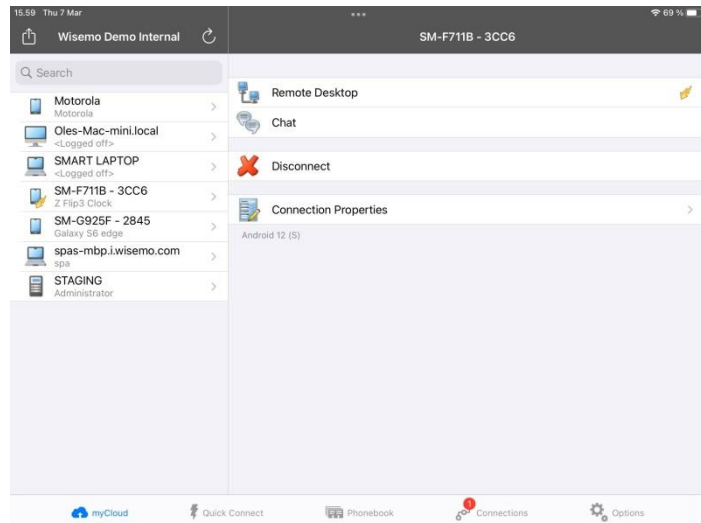 15.59 Thu 7 Mar
69 %
Wisemo Demo Internal
SM-F711B - 3CC6
Search
Motorola
Motorola
Oles-Mac-mini.local
<Logged off>
SMART LAPTOP
<Logged off>
SM-F711B - 3CC6
Z Flip3 Clock
SM-G925F - 2845
Galaxy S6 edge
spas-mbp.i.wisemo.com
spa
STAGING
Administrator
Remote Desktop
Chat
Disconnect
Connection Properties
Android 12 (S)
myCloud
Quick Connect
Phonebook
1
Connections
Options